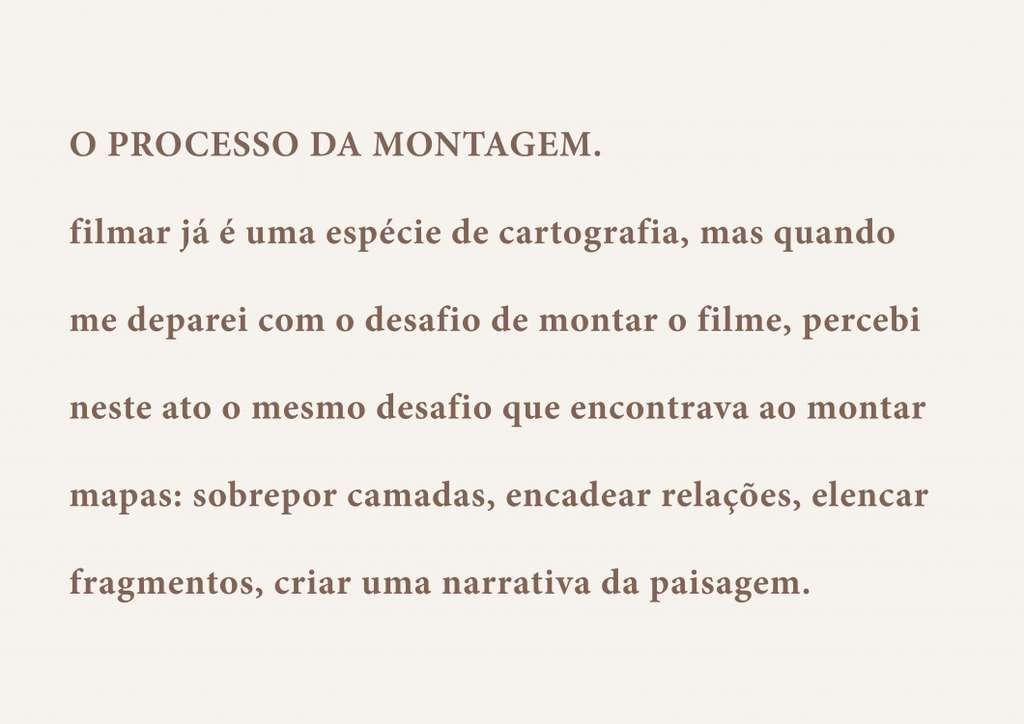 O PROCESSO DA MONTAGEM.
filmar já é uma espécie de cartografia, mas quando
me deparei com o desafio de montar o filme, percebi
neste ato o mesmo desafio que encontrava ao montar
mapas: sobrepor camadas, encadear relações, elencar
fragmentos, criar uma narrativa da paisagem.